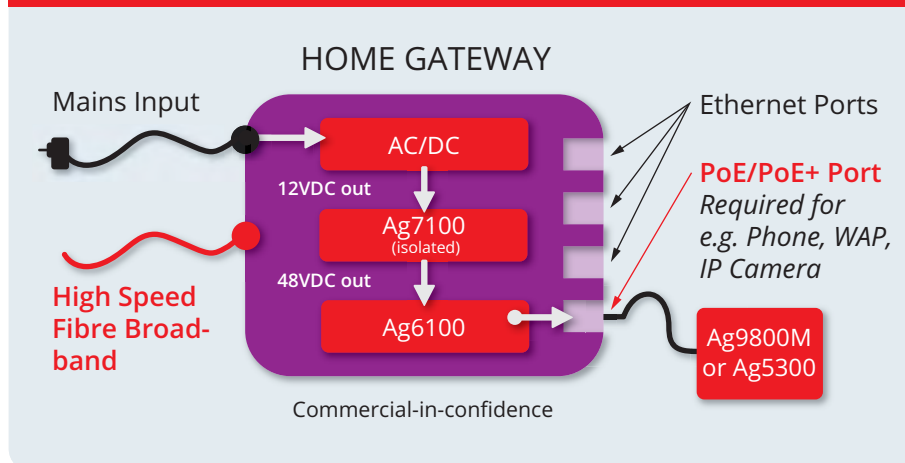 HOME GATEWAY
Mains Input
Ethernet Ports
AC/DC
12VDC out
PoE/PoE+ Port
Required for
e.g. Phone, WAP,
IP Camera
Ag7100
(isolated)
48VDC out
High Speed
Fibre Broad-
band
Ag6100
Ag9800M
or Ag5300
Commercial-in-confidence